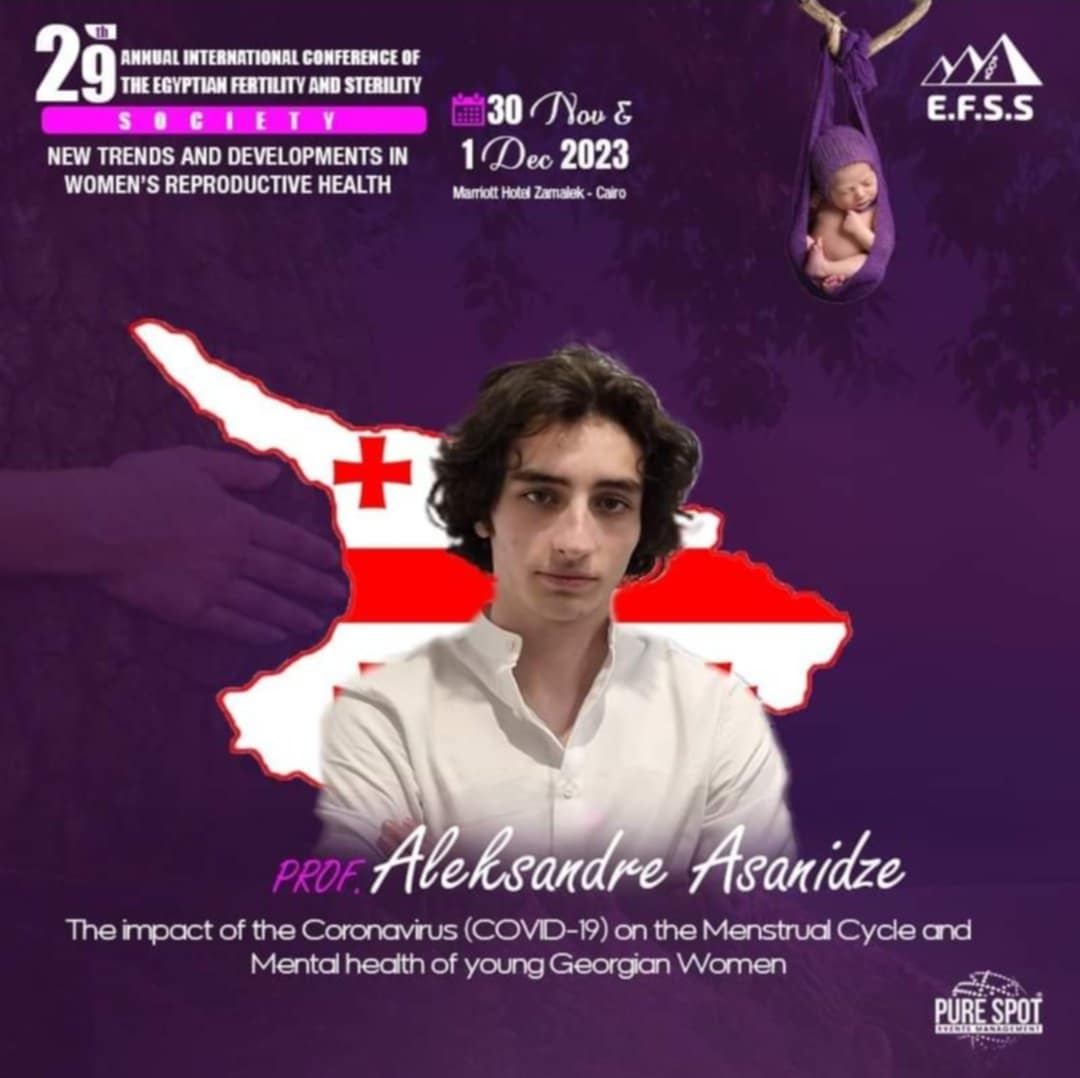 29th ANNUAL INTERNATIONAL CONFERENCE OF
THE EGYPTIAN FERTILITY AND STERILITY
SOCIETY
NEW TRENDS AND DEVELOPMENTS IN
WOMEN'S REPRODUCTIVE HEALTH
30 Nov &
1 Dec 2023
Marriott Hotel Zamalek - Cairo
E.F.S.S
PROF. Aleksandre Asanidze
The impact of the Coronavirus (COVID-19) on the Menstrual Cycle and
Mental health of young Georgian Women
PURE SPOT
EVENTS MANAGEMENT